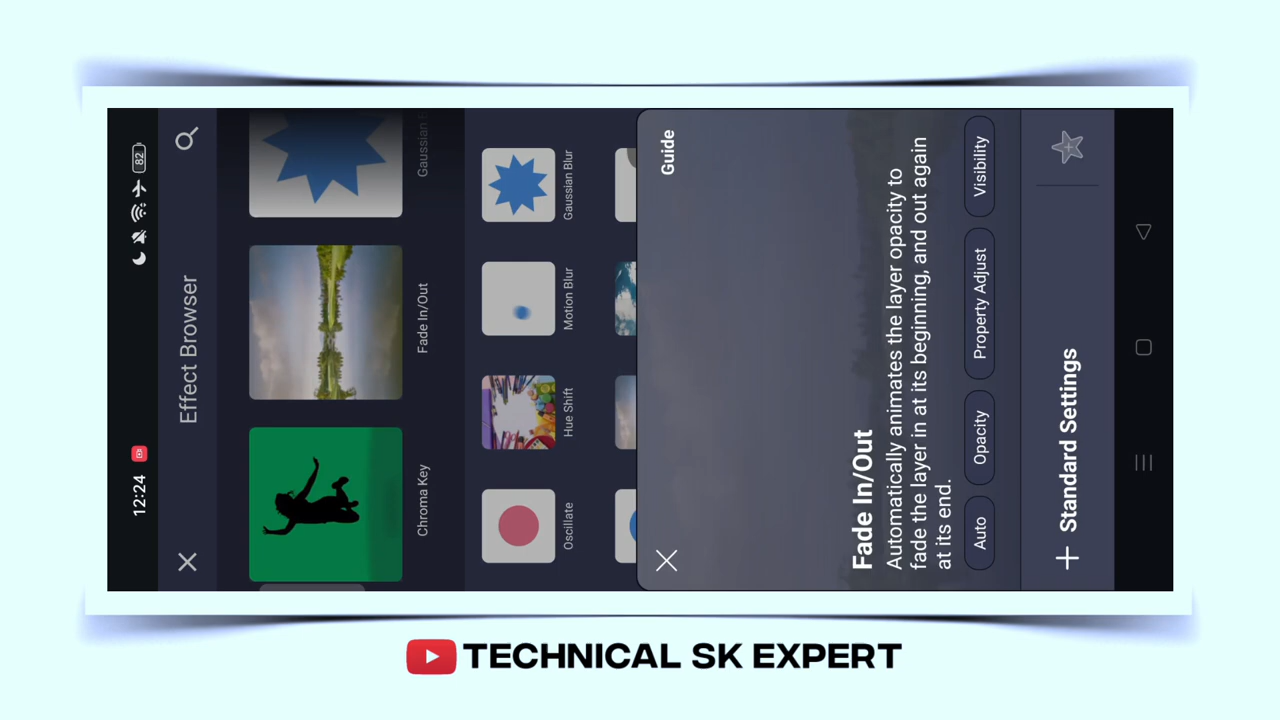 12:24
82
Effect Browser
Chroma Key
Fade In/Out
Gaussian
Oscillate
Hue Shift
Motion Blur
Gaussian Blur
Guide
Fade In/Out
Automatically animates the layer opacity to
fade the layer in at its beginning, and out again
at its end.
Auto
Opacity
Property Adjust
Visibility
Standard Settings
TECHNICAL SK EXPERT